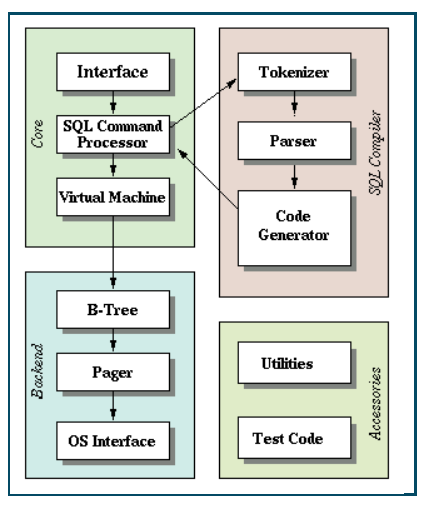 Core
Interface
SQL Command
Processor
Virtual Machine
SQL Compiler
Tokenizer
Parser
Code
Generator
Backend
B-Tree
Pager
OS Interface
Accessories
Utilities
Test Code